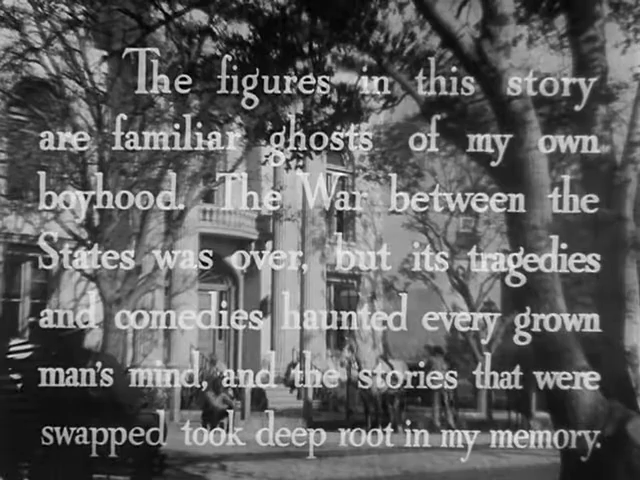 The figures in this story
are familiar ghosts of my own
boyhood. The War between the
States was over, but its tragedies
and comedies haunted every grown
man's mind, and the stories that were
swapped took deep root in my memory.